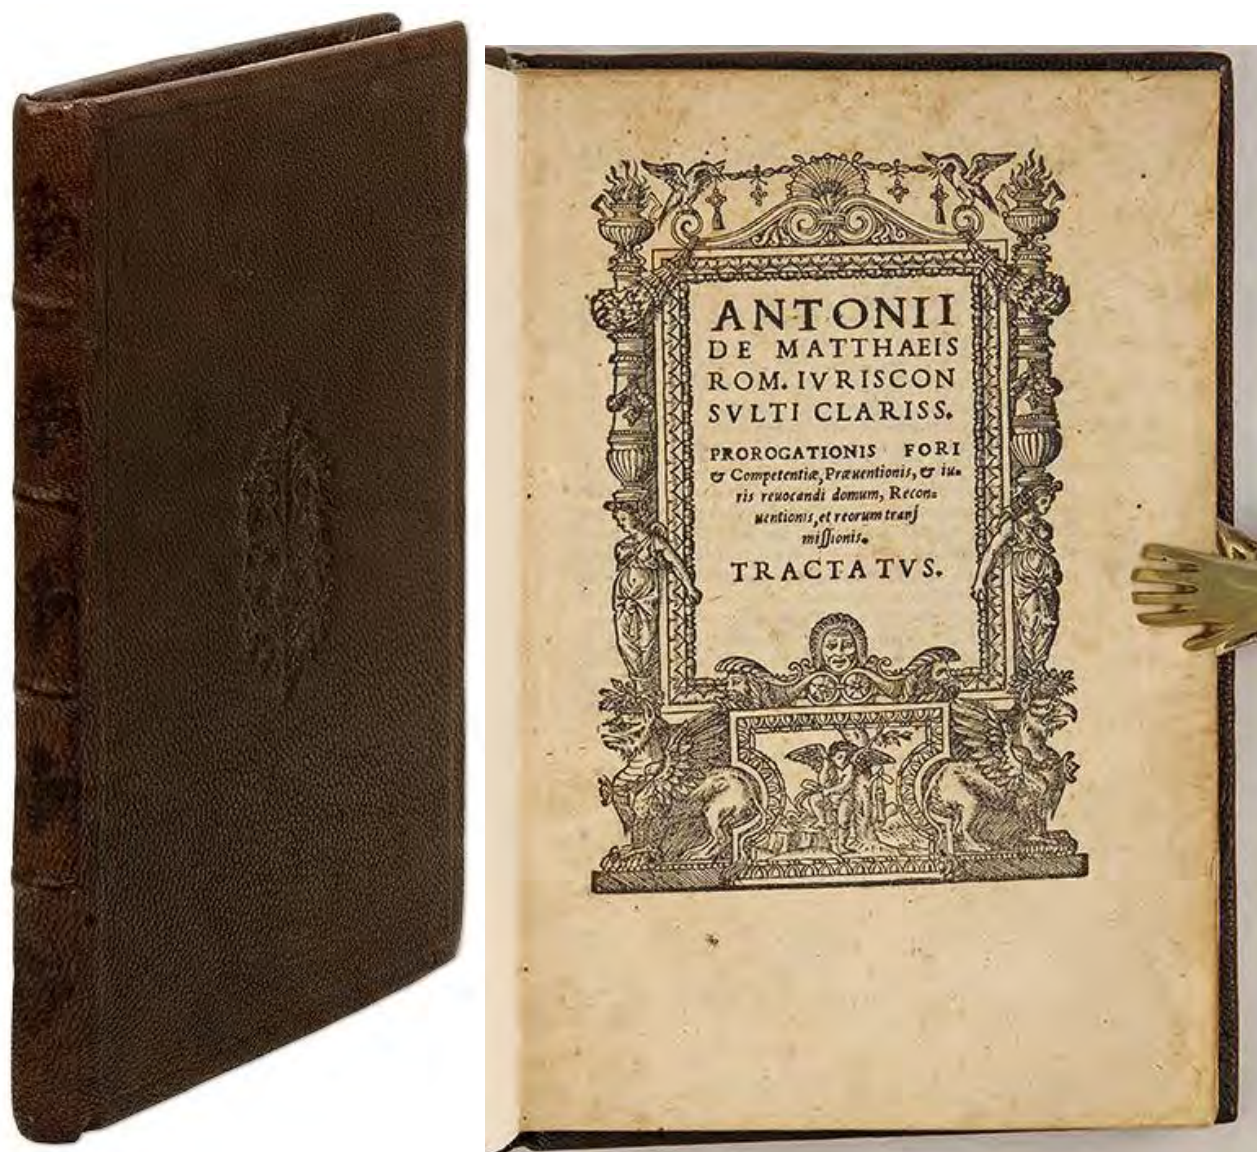 ANTONII
DE MATTHAEIS
ROM. IVRISCON
SVLTI CLARISS.
PROROGATIONIS FORI
& Competentiæ, Præuentionis, & iu-
ris reuocandi domum, Recon-
uentionis, et reorum transſ
miſſionis.
TRACTATVS.